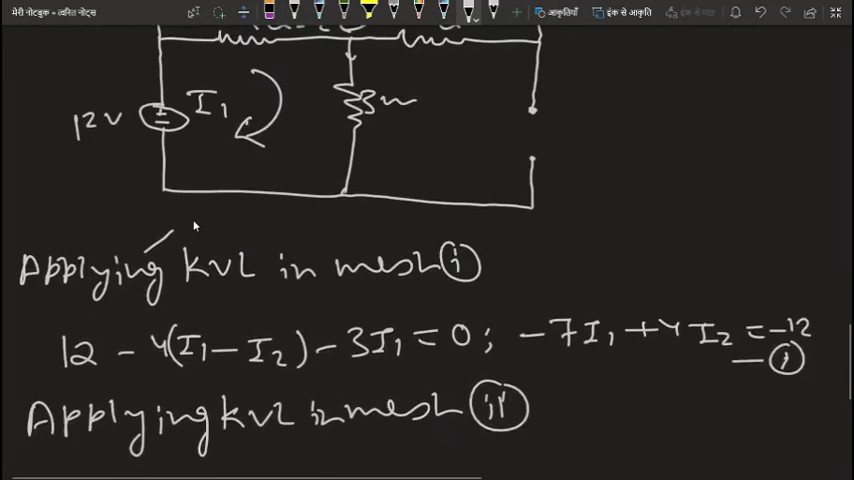 मेरी नोटबुक – त्वरित नोट्स
आकृतियाँ
इंक से आकृति
इंक से पाठ
12V
I₁
3Ω
Applying KVL in mesh (i)
12 - 4(I₁ - I₂) - 3I₁ = 0; -7I₁ + 4I₂ = -12
— (i)
Applying KVL in mesh (ii)